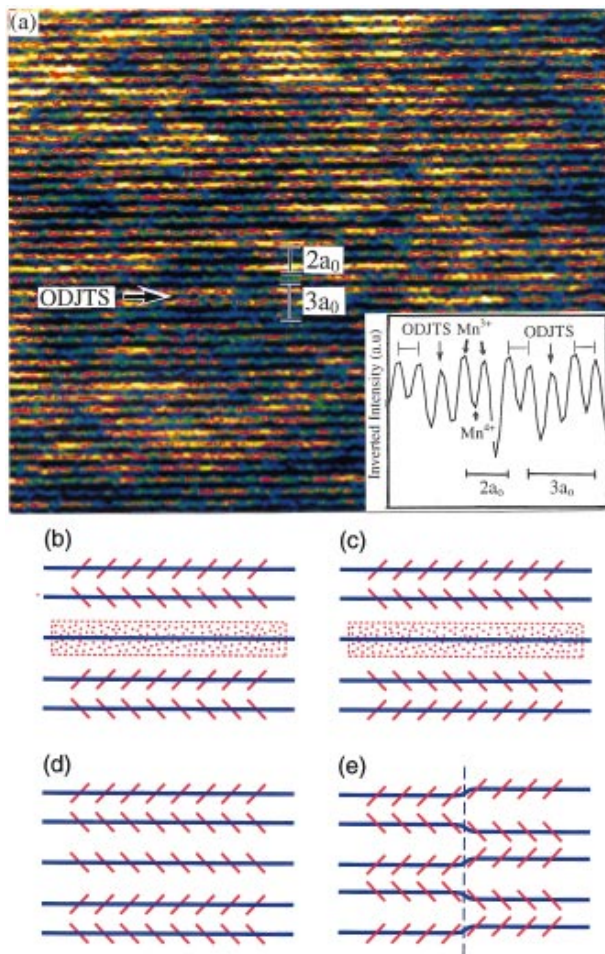 (a)
2a₀
ODJTS
3a₀
ODJTS Mn³⁺ ODJTS
Inverted Intensity (a.u)
Mn⁴⁺
2a₀ 3a₀
(b) (c)
(d) (e)